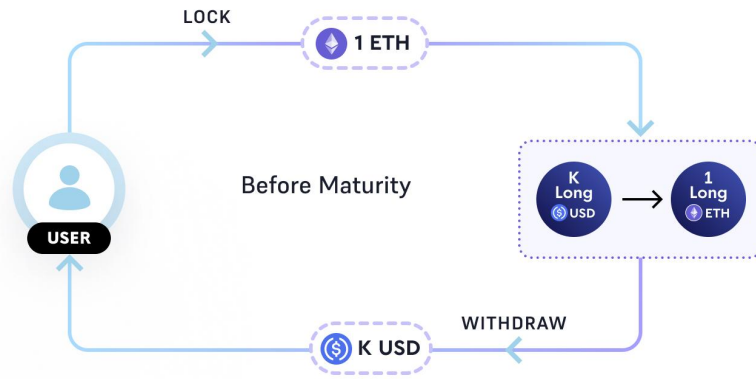 LOCK
1 ETH
Before Maturity
K
Long
USD
1
Long
ETH
USER
WITHDRAW
K USD